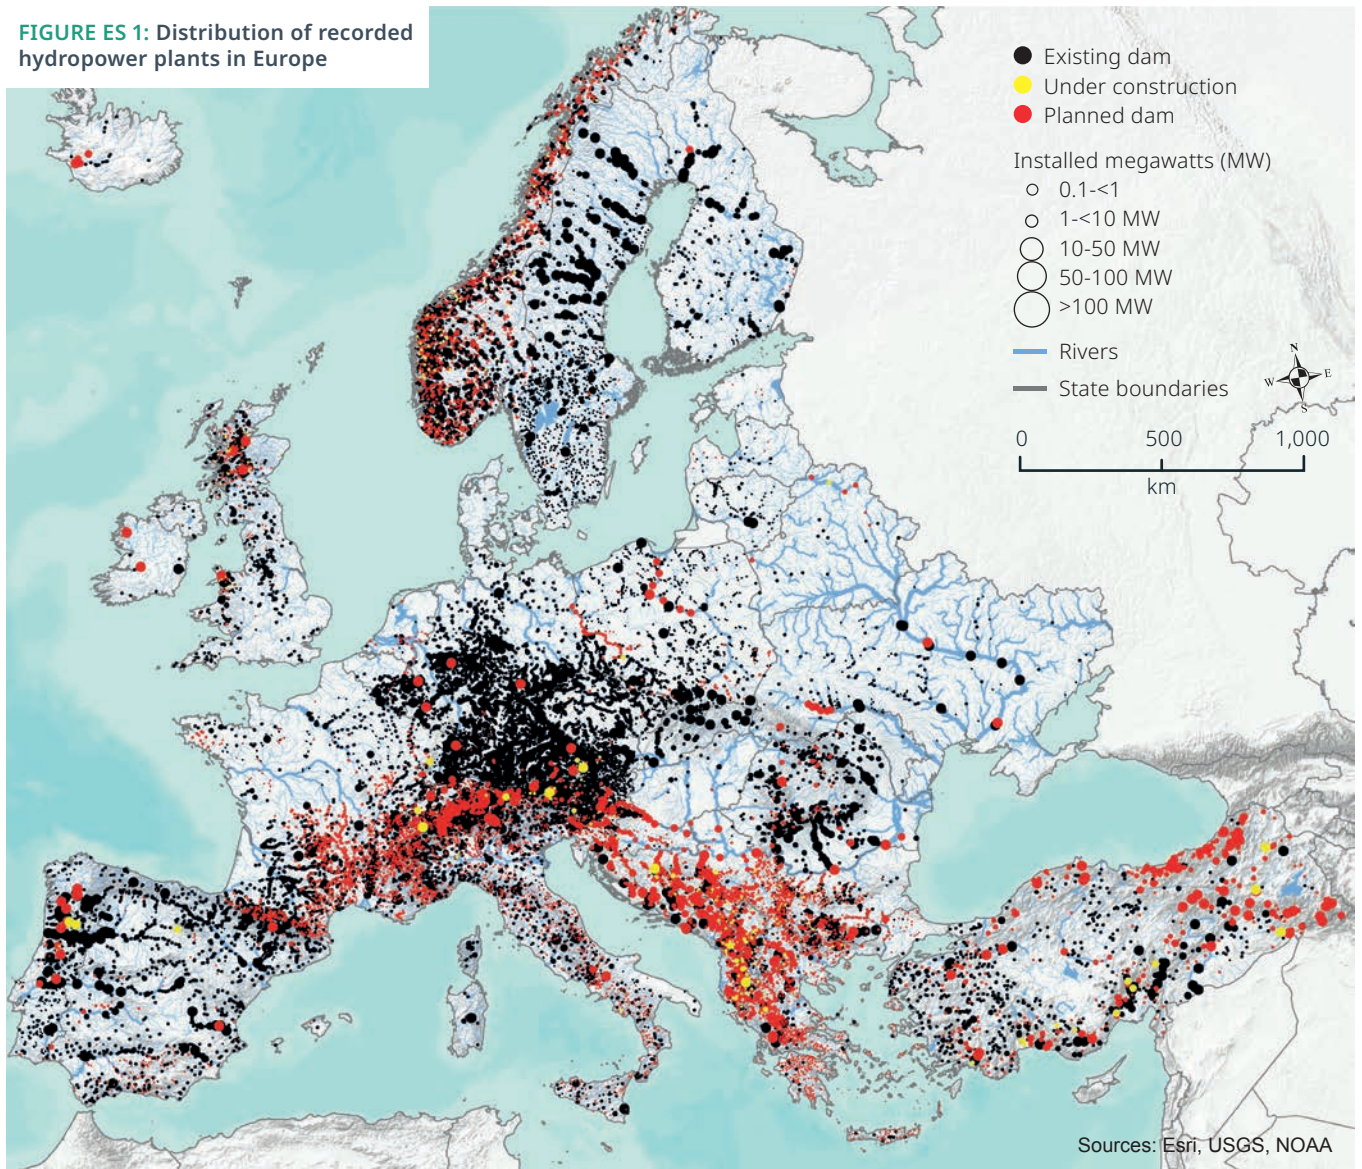 FIGURE ES 1: Distribution of recorded
hydropower plants in Europe
Existing dam
Under construction
Planned dam
Installed megawatts (MW)
0.1-<1
1-<10 MW
10-50 MW
50-100 MW
>100 MW
Rivers
State boundaries
N
W E
S
0 500 1,000
km
Sources: Esri, USGS, NOAA